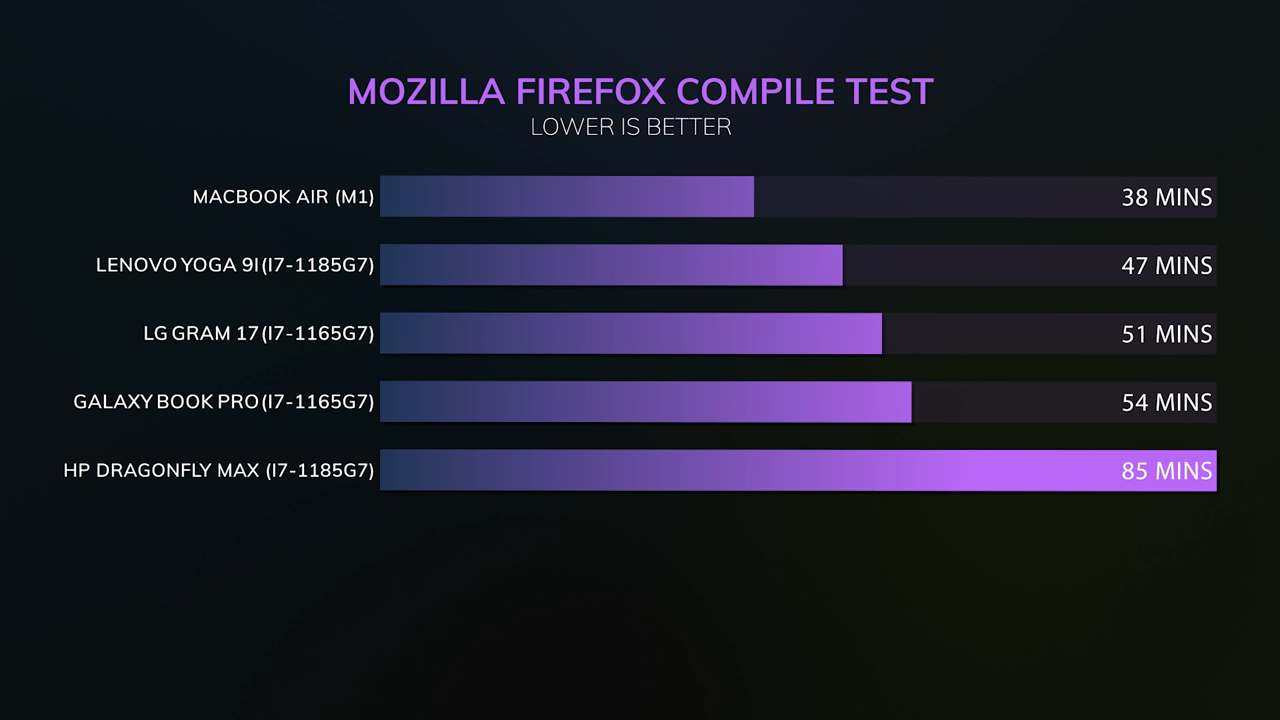 MOZILLA FIREFOX COMPILE TEST
LOWER IS BETTER
MACBOOK AIR (M1) 38 MINS
LENOVO YOGA 9I (I7-1185G7) 47 MINS
LG GRAM 17 (I7-1165G7) 51 MINS
GALAXY BOOK PRO (I7-1165G7) 54 MINS
HP DRAGONFLY MAX (I7-1185G7) 85 MINS